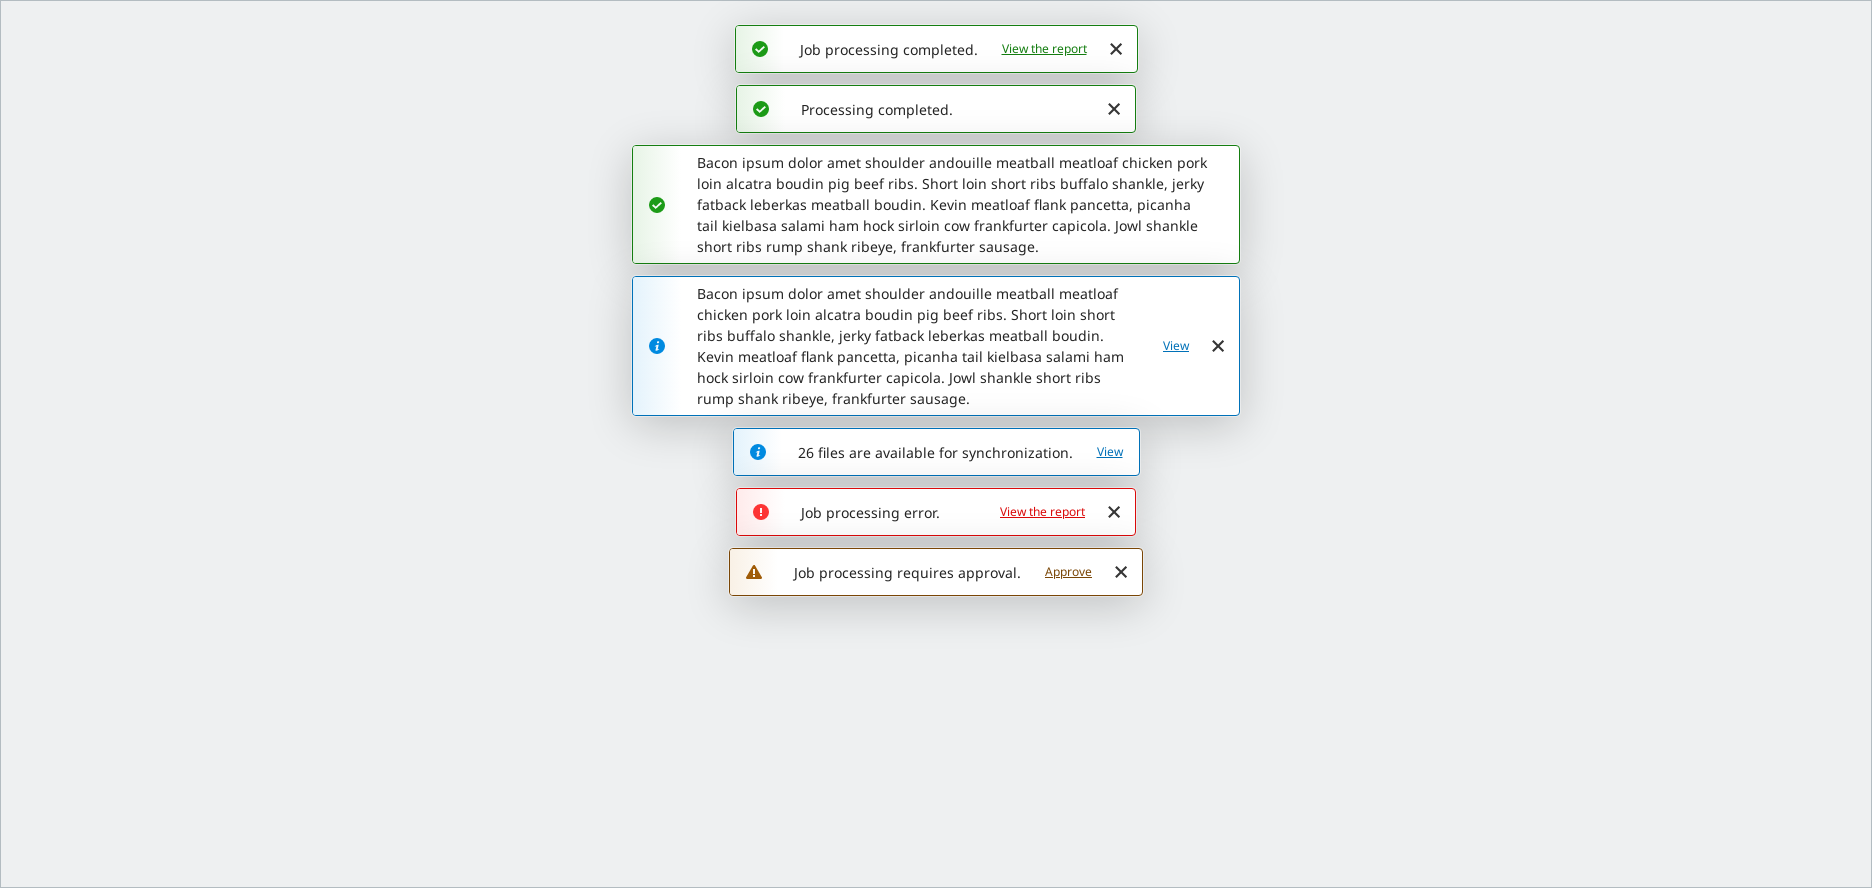 Job processing completed. View the report
Processing completed.
Bacon ipsum dolor amet shoulder andouille meatball meatloaf chicken pork
loin alcatra boudin pig beef ribs. Short loin short ribs buffalo shankle, jerky
fatback leberkas meatball boudin. Kevin meatloaf flank pancetta, picanha
tail kielbasa salami ham hock sirloin cow frankfurter capicola. Jowl shankle
short ribs rump shank ribeye, frankfurter sausage.
Bacon ipsum dolor amet shoulder andouille meatball meatloaf
chicken pork loin alcatra boudin pig beef ribs. Short loin short
ribs buffalo shankle, jerky fatback leberkas meatball boudin.
Kevin meatloaf flank pancetta, picanha tail kielbasa salami ham
hock sirloin cow frankfurter capicola. Jowl shankle short ribs
rump shank ribeye, frankfurter sausage.
View
26 files are available for synchronization. View
Job processing error. View the report
Job processing requires approval. Approve